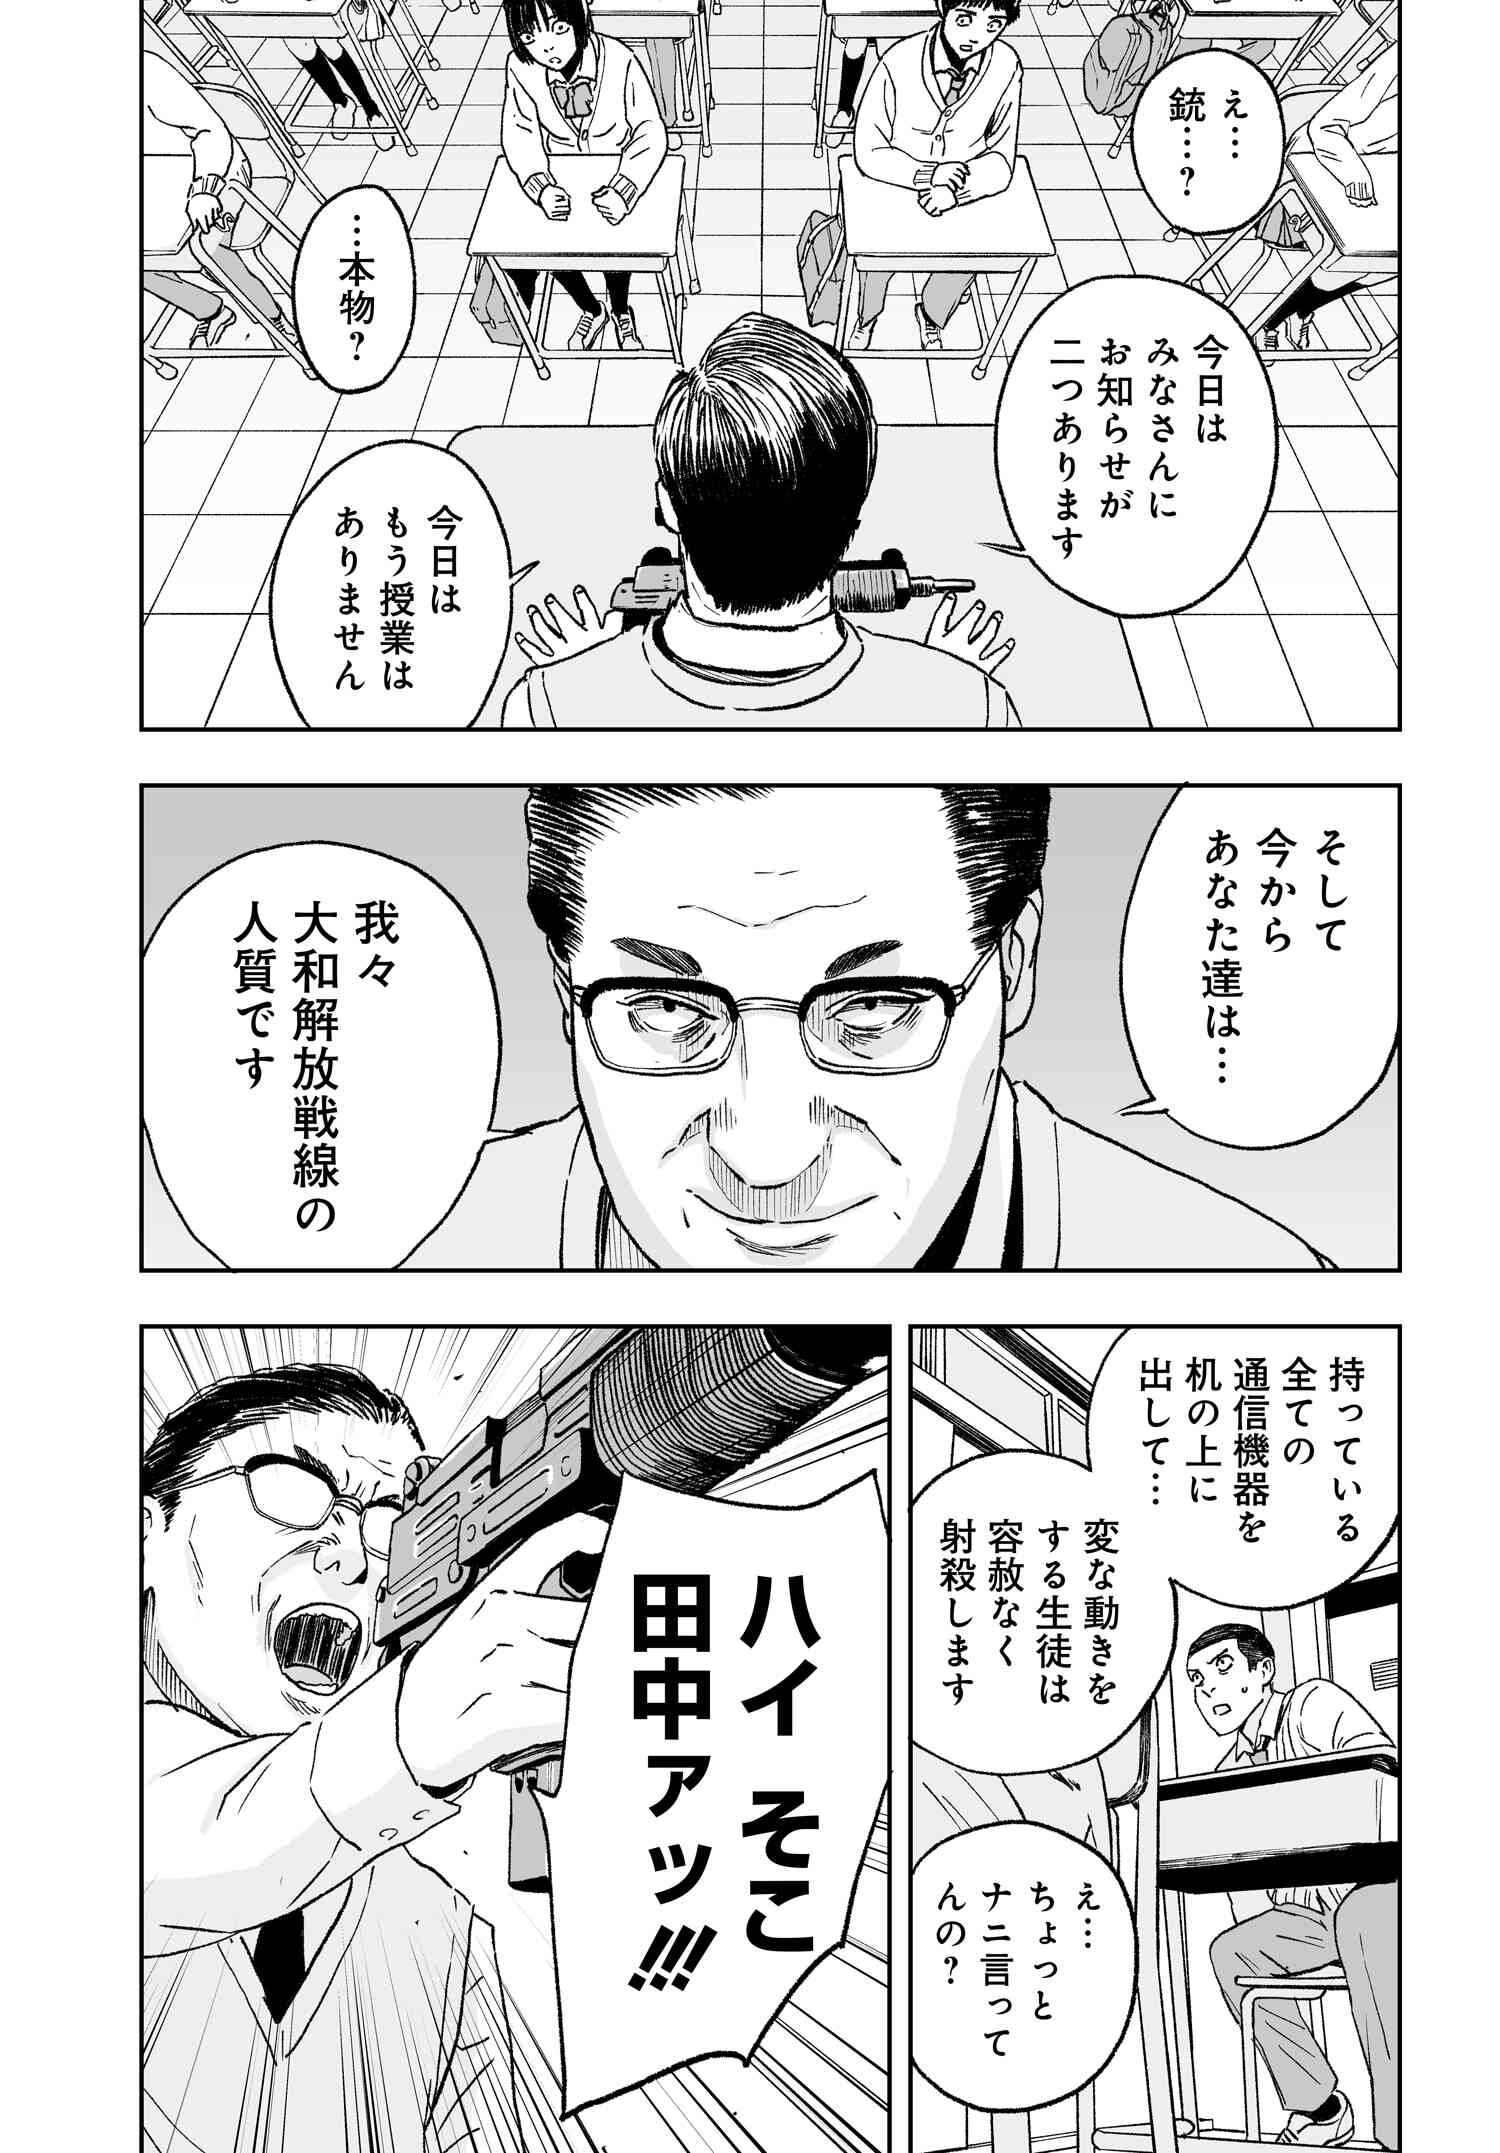 え…
銃…？
…本物？
今日は
みなさんに
お知らせが
二つあります
今日は
もう授業は
ありません
そして
今から
あなた達は…
我々
大和解放戦線の
人質です
持っている
全ての
通信機器を
机の上に
出して…
変な動きを
する生徒は
容赦なく
射殺します
え…
ちょっと
ナニ言って
んの？
ハイ そこ
田中ァッ!!!